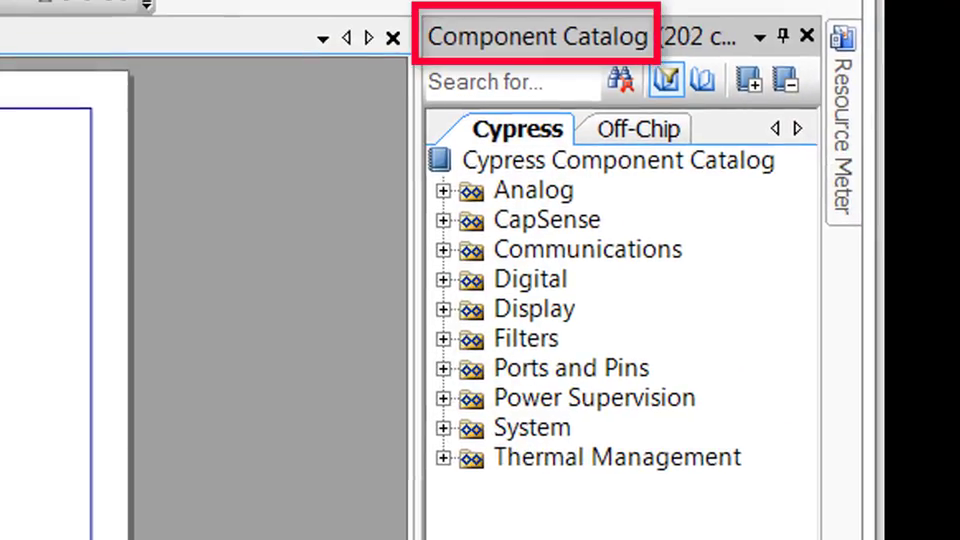 Component Catalog (202 c...
Search for...
Cypress
Off-Chip
Cypress Component Catalog
Analog
CapSense
Communications
Digital
Display
Filters
Ports and Pins
Power Supervision
System
Thermal Management
Resource Meter